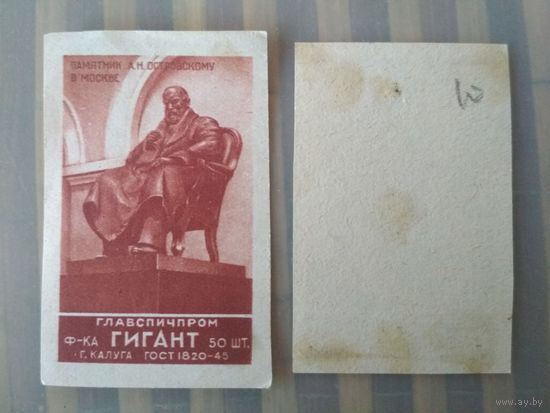 ПАМЯТНИК А.Н. ОСТРОВСКОМУ
В МОСКВЕ
ГЛАВСПИЧПРОМ
Ф-КА ГИГАНТ 50 ШТ.
Г. КАЛУГА ГОСТ 1820-45
www.ay.by